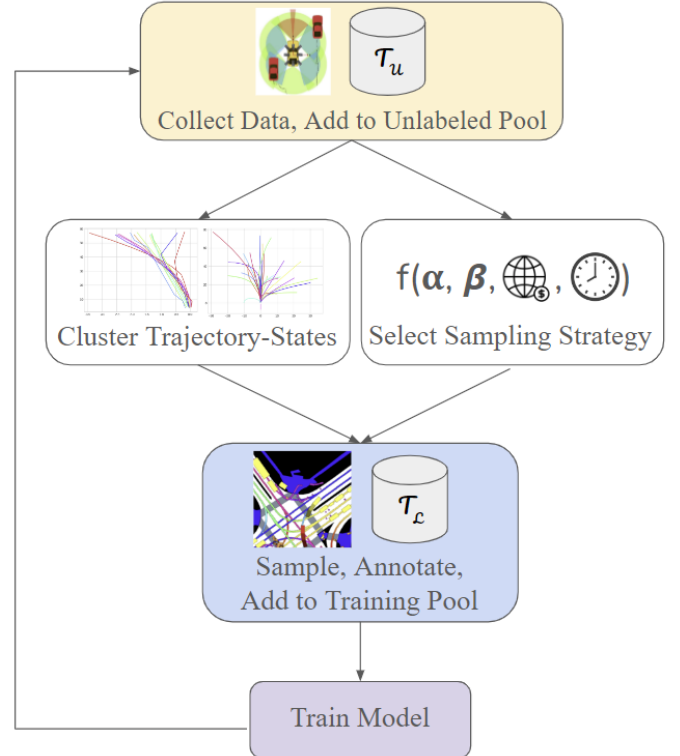 𝒯𝒰
Collect Data, Add to Unlabeled Pool
Cluster Trajectory-States
f(α, β, $, )
Select Sampling Strategy
𝒯ℒ
Sample, Annotate,
Add to Training Pool
Train Model